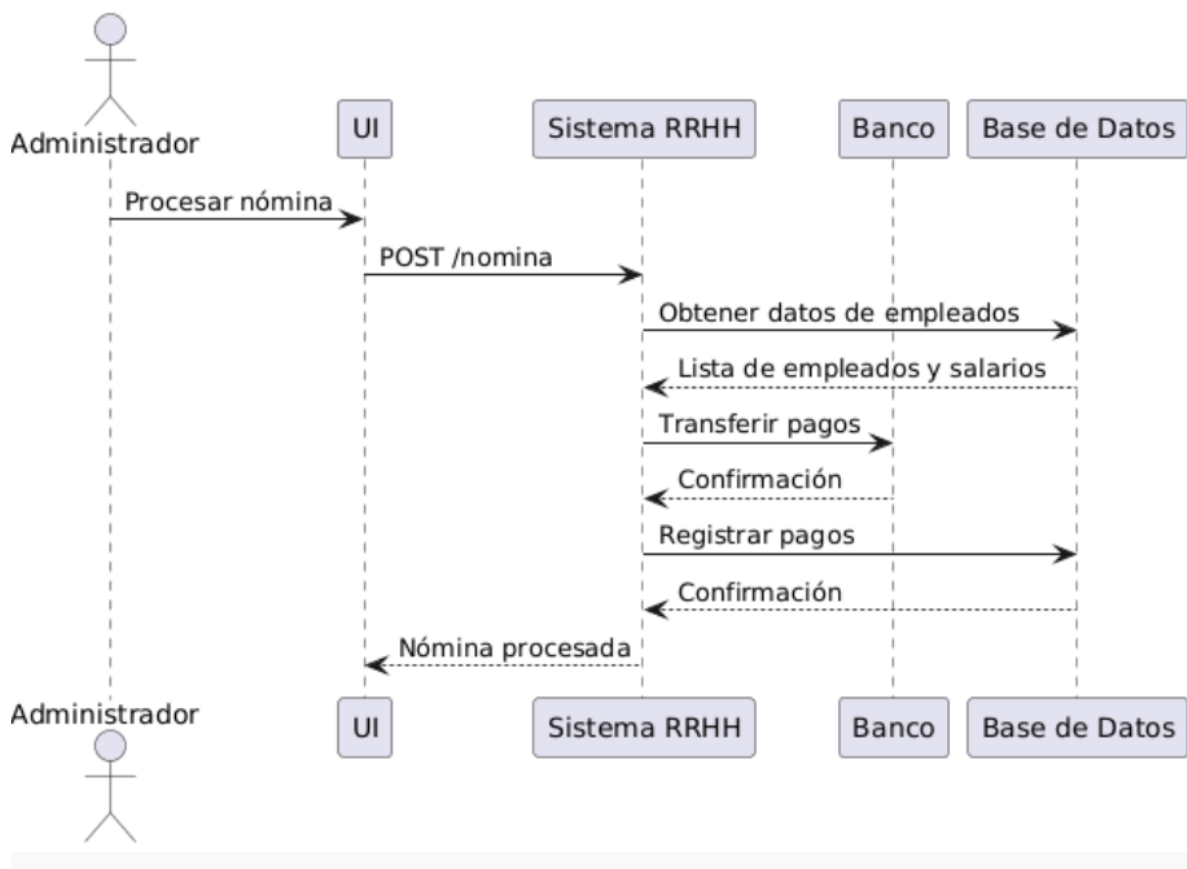 Administrador
UI
Sistema RRHH
Banco
Base de Datos
Procesar nómina
POST /nomina
Obtener datos de empleados
Lista de empleados y salarios
Transferir pagos
Confirmación
Registrar pagos
Confirmación
Nómina procesada
Administrador
UI
Sistema RRHH
Banco
Base de Datos